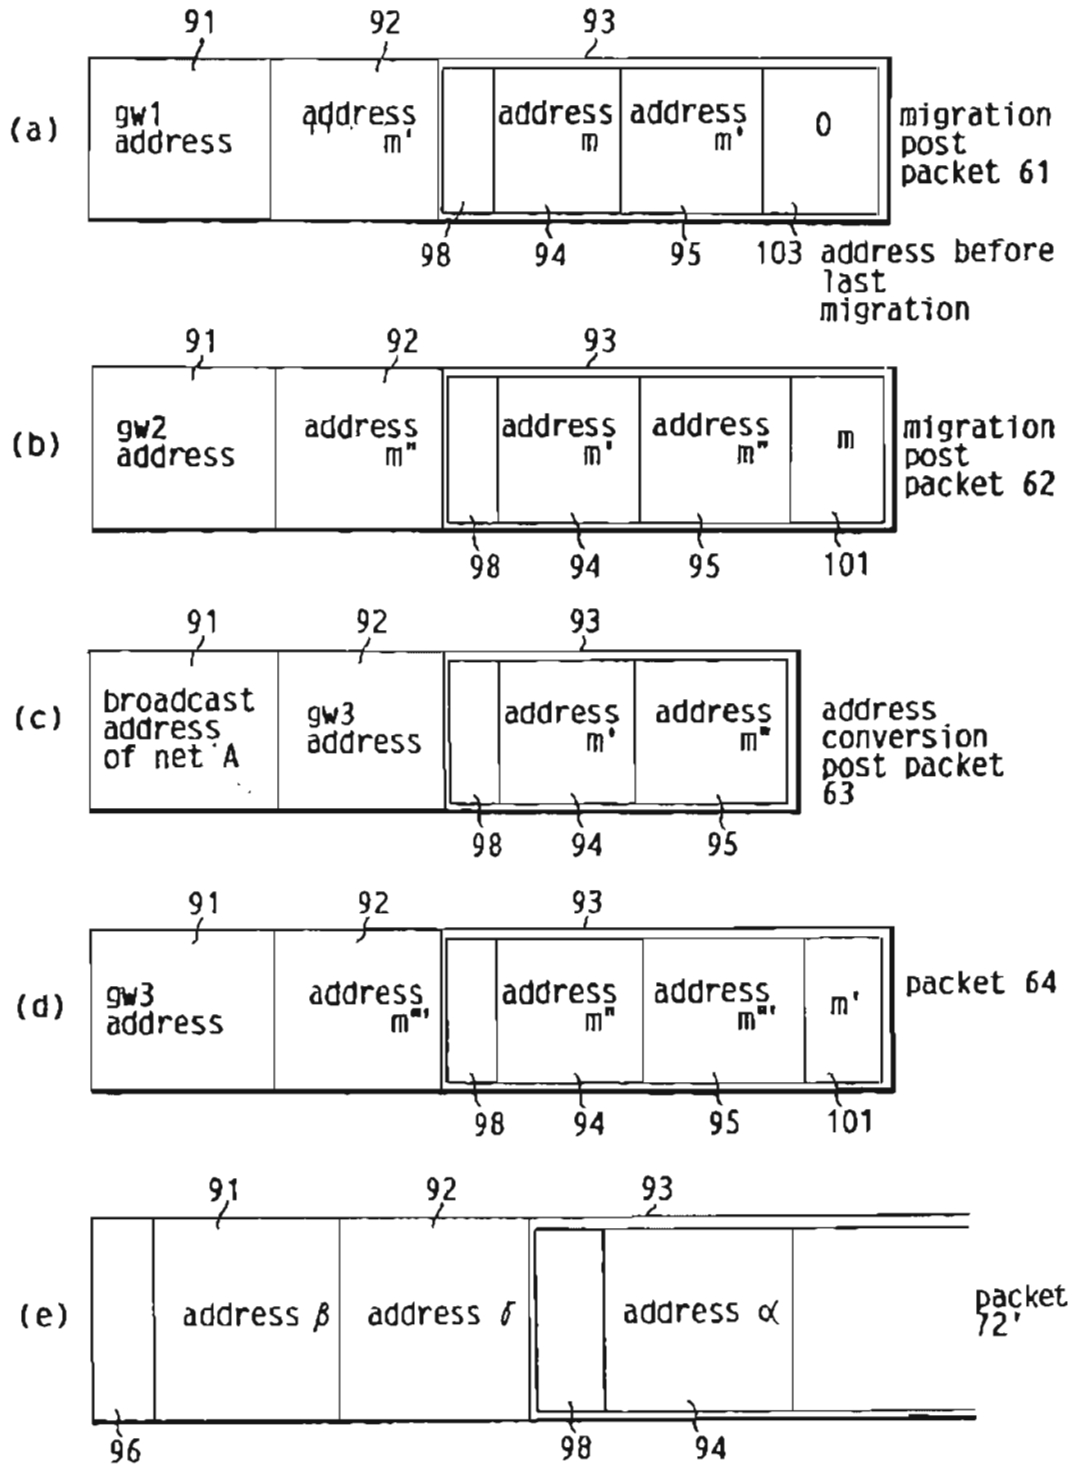 91 92 93
(a) gw1 address address m' address m address m' 0 migration post packet 61
98 94 95 103 address before last migration
91 92 93
(b) gw2 address address m" address m' address m" m migration post packet 62
98 94 95 101
91 92 93
(c) broadcast address of net A gw3 address address m' address m" address conversion post packet 63
98 94 95
91 92 93
(d) gw3 address address m"' address m" address m"' m' packet 64
98 94 95 101
91 92 93
(e) address β address δ address α packet 72'
96 98 94